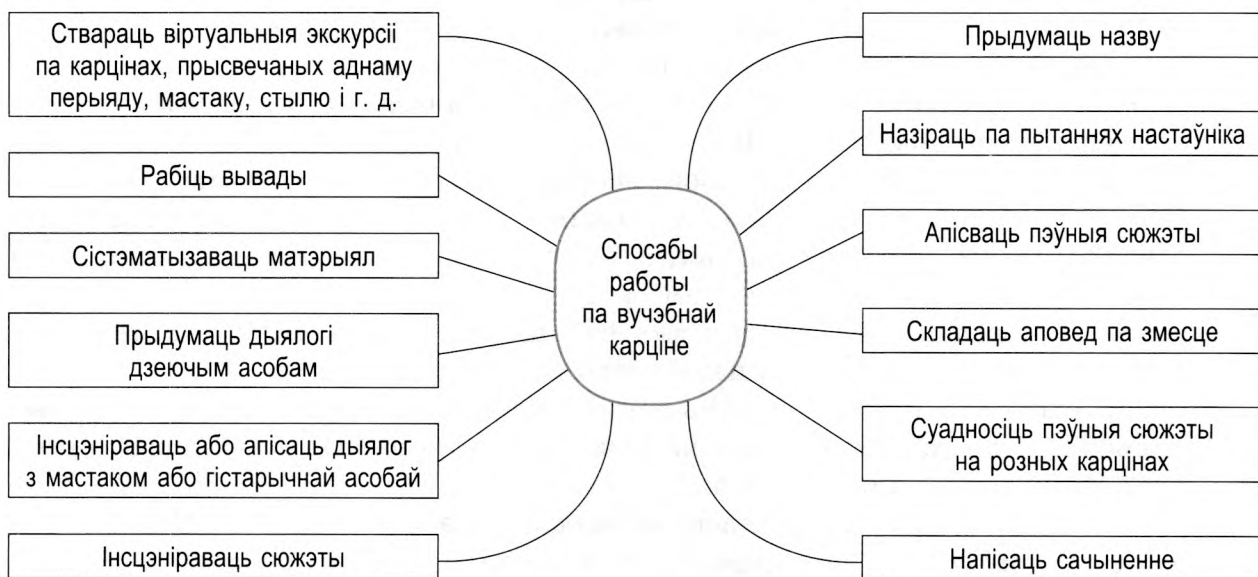 Ствараць віртуальныя экскурсіі
па карцінах, прысвечаных аднаму
перыяду, мастаку, стылю і г. д.
Рабіць вывады
Сістэматызаваць матэрыял
Прыдумаць дыялогі
дзеючым асобам
Інсцэніраваць або апісаць дыялог
з мастаком або гістарычнай асобай
Інсцэніраваць сюжэты
Спосабы
работы
па вучэбнай
карціне
Прыдумаць назву
Назіраць па пытаннях настаўніка
Апісваць пэўныя сюжэты
Складаць аповед па змесце
Суадносіць пэўныя сюжэты
на розных карцінах
Напісаць сачыненне